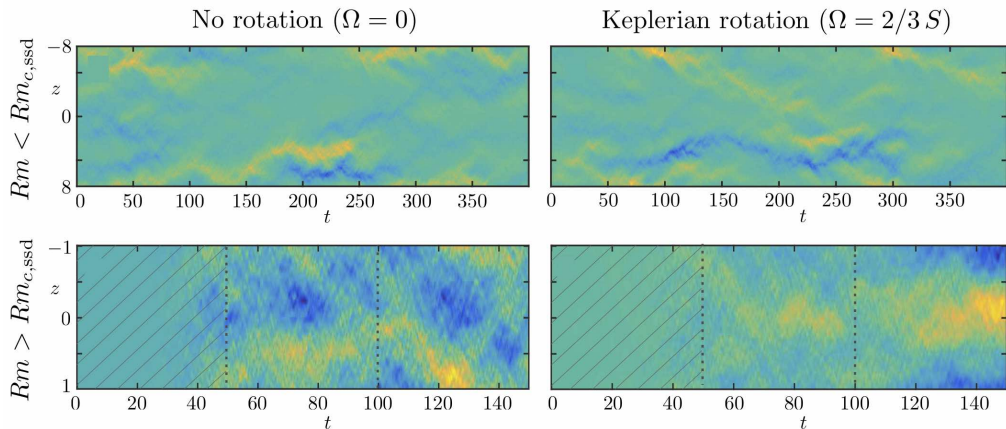 No rotation (Ω = 0)
Keplerian rotation (Ω = 2/3 S)
Rm < Rm_{c,ssd}
−8
z
0
8
0 50 100 150 200 250 300 350
t
0 50 100 150 200 250 300 350
t
Rm > Rm_{c,ssd}
−1
z
0
1
0 20 40 60 80 100 120 140
t
0 20 40 60 80 100 120 140
t